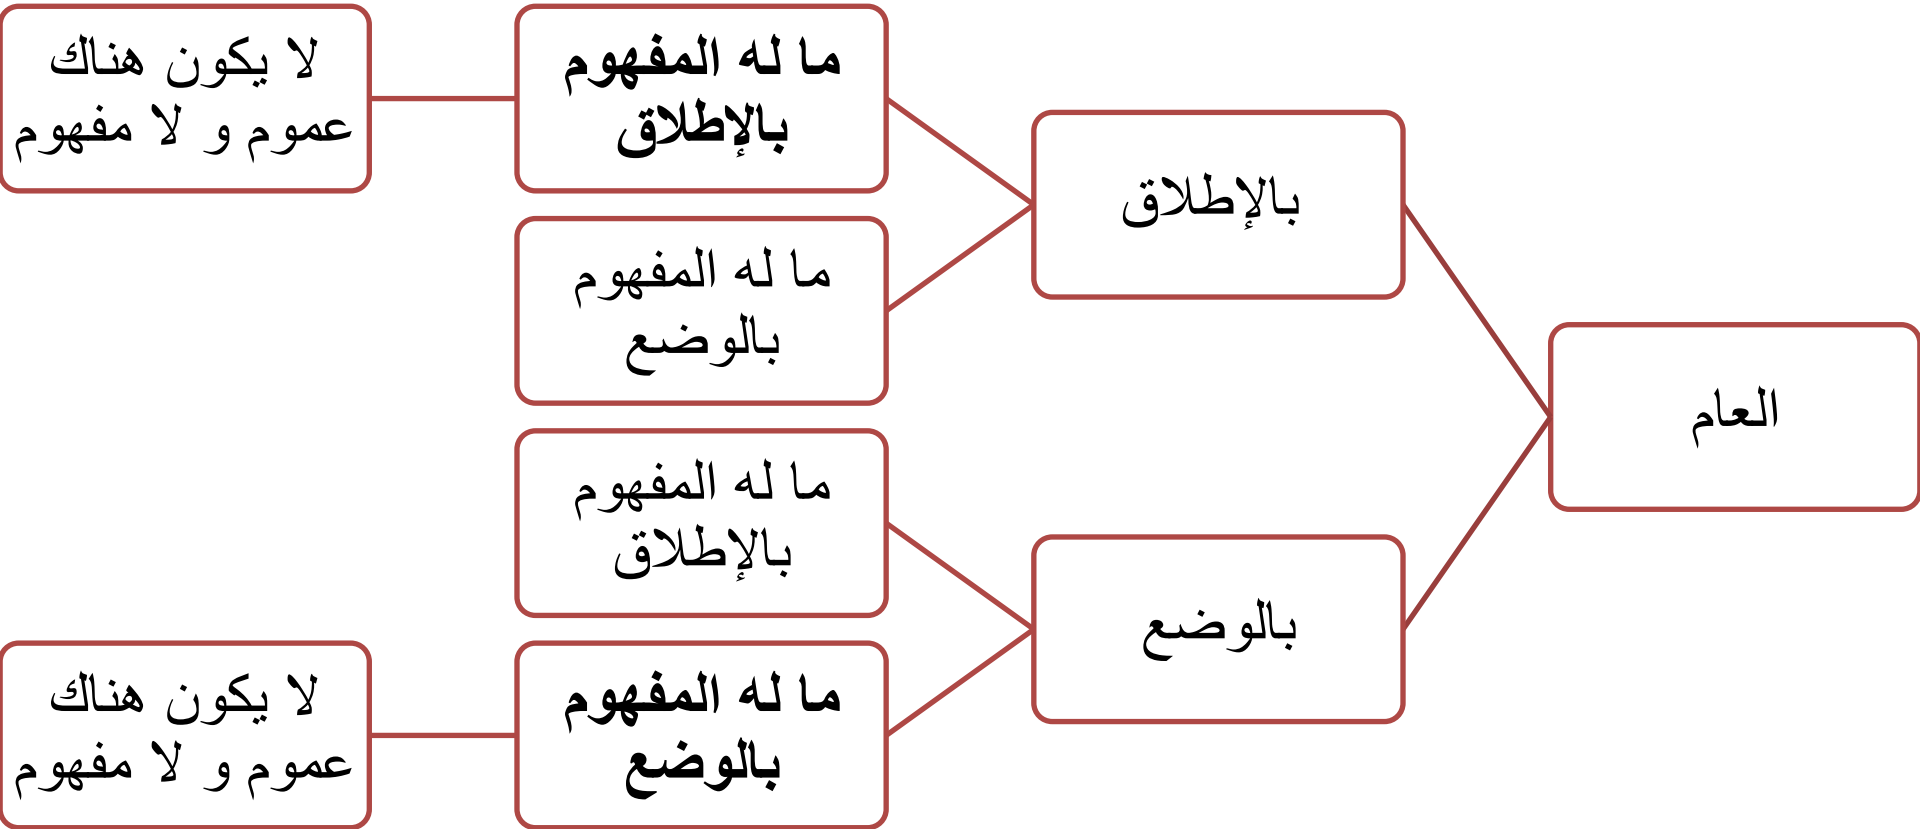 العام
بالإطلاق
ما له المفهوم
بالإطلاق
لا يكون هناك
عموم و لا مفهوم
ما له المفهوم
بالوضع
بالوضع
ما له المفهوم
بالإطلاق
ما له المفهوم
بالوضع
لا يكون هناك
عموم و لا مفهوم